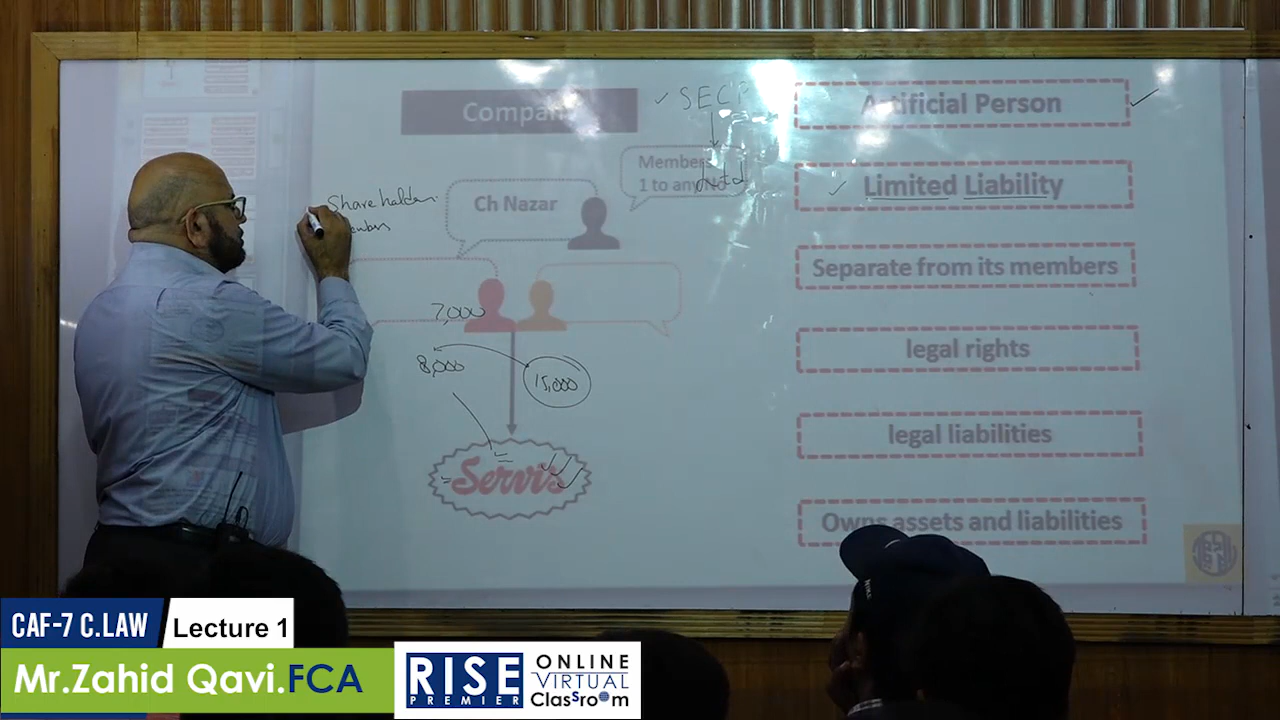 Company
SECP
Artificial Person
Members
1 to any No
Ltd
Limited Liability
Ch Nazar
Share holder
Separate from its members
7,000
8,000
15,000
legal rights
legal liabilities
Servis
Owns assets and liabilities
CAF-7 C.LAW
Lecture 1
Mr.Zahid Qavi.FCA
RISE
PREMIER
ONLINE
VIRTUAL
Classroom